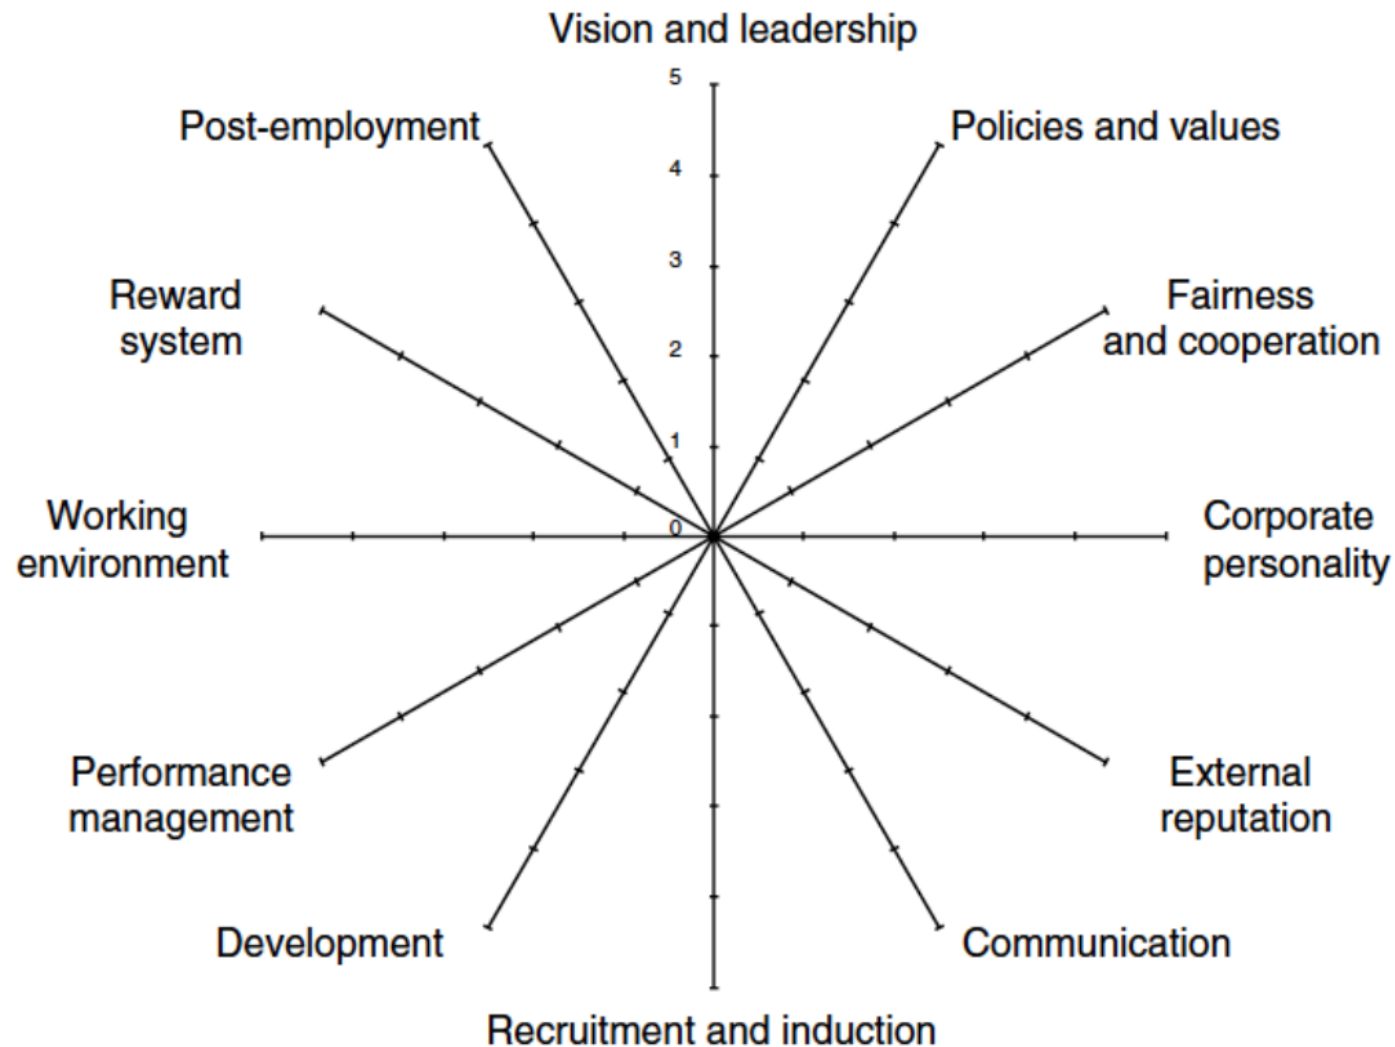 Vision and leadership
5
Post-employment
Policies and values
4
3
Reward
system
Fairness
and cooperation
2
1
Working
environment
0
Corporate
personality
Performance
management
External
reputation
Development
Communication
Recruitment and induction